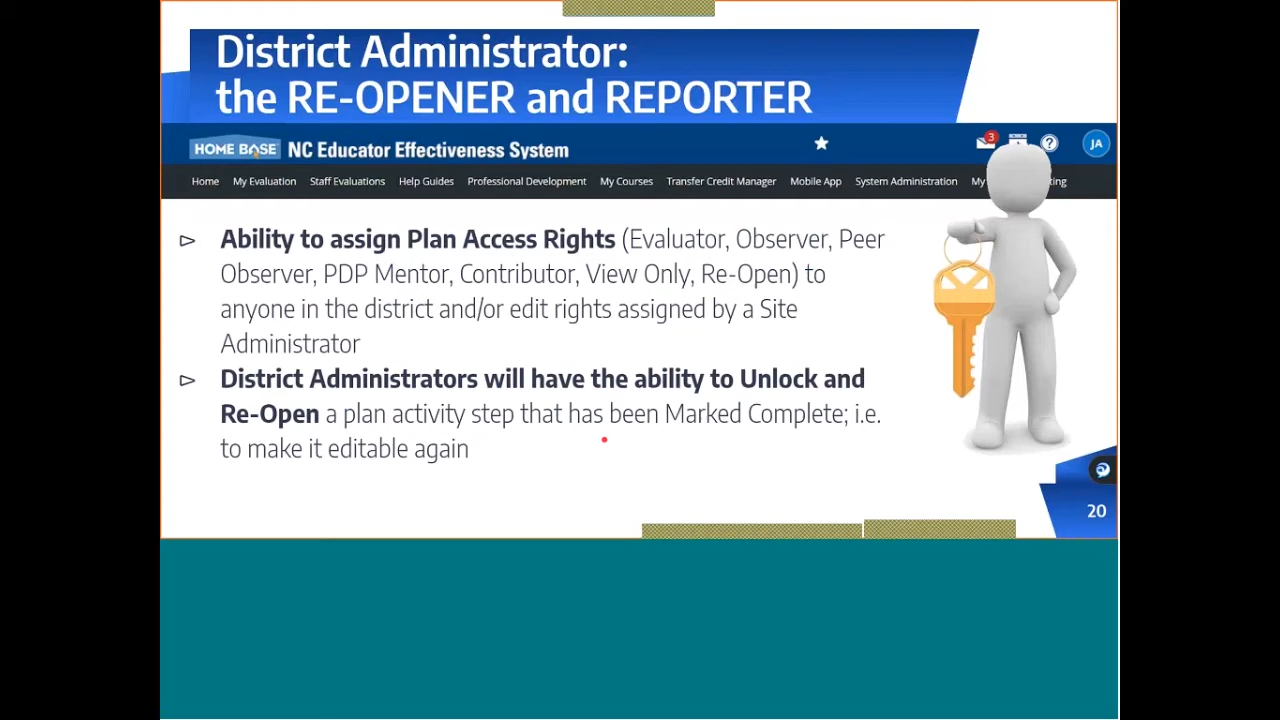 District Administrator:
the RE-OPENER and REPORTER
HOME BASE NC Educator Effectiveness System
3
?
JA
Home My Evaluation Staff Evaluations Help Guides Professional Development My Courses Transfer Credit Manager Mobile App System Administration My
Ability to assign Plan Access Rights (Evaluator, Observer, Peer
Observer, PDP Mentor, Contributor, View Only, Re-Open) to
anyone in the district and/or edit rights assigned by a Site
Administrator
District Administrators will have the ability to Unlock and
Re-Open a plan activity step that has been Marked Complete; i.e.
to make it editable again
20